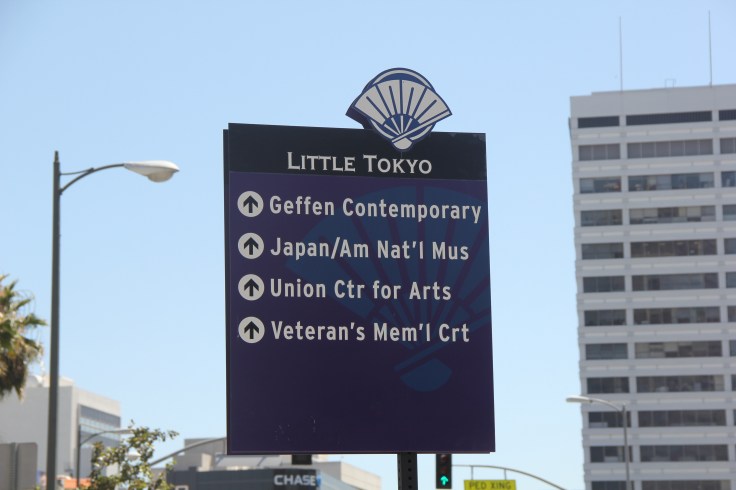 LITTLE TOKYO
Geffen Contemporary
Japan/Am Nat'l Mus
Union Ctr for Arts
Veteran's Mem'l Crt
CHASE
PED XING